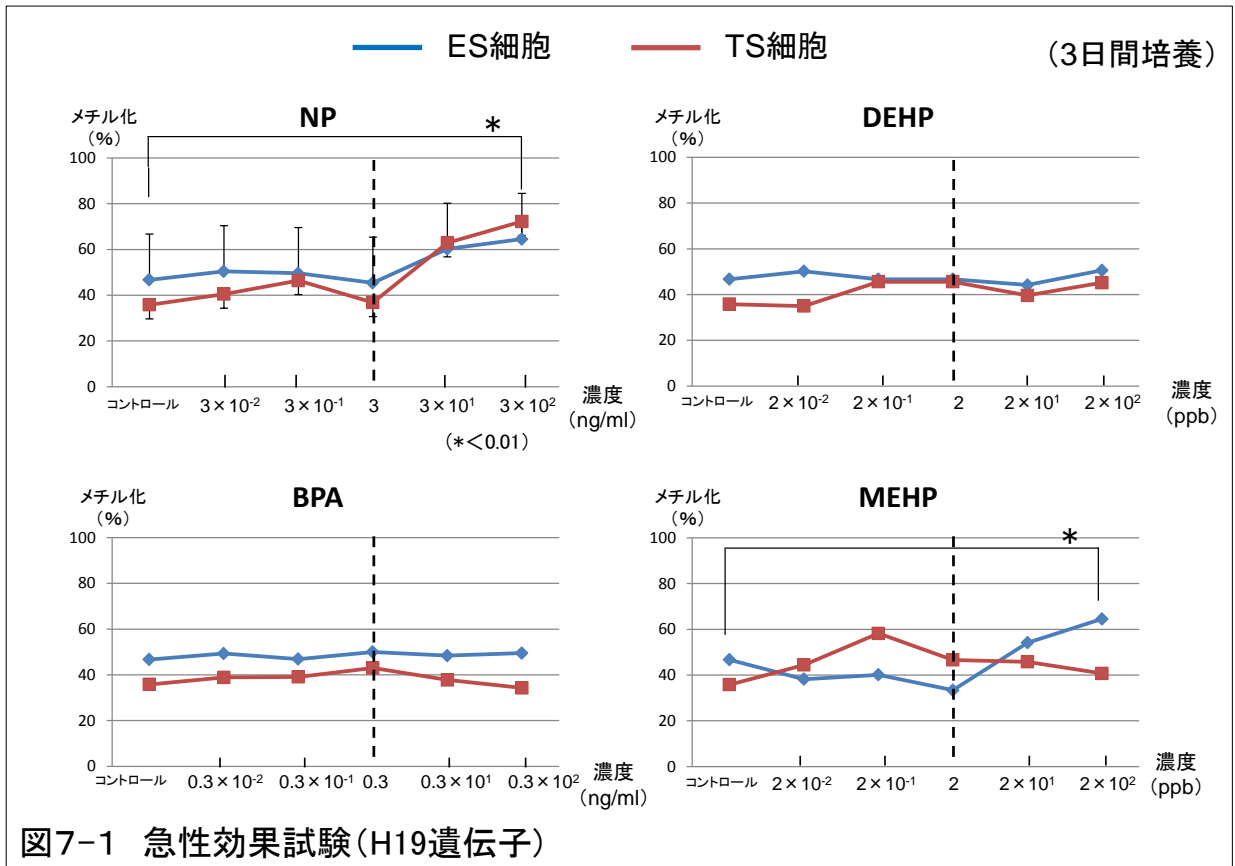 ES細胞 TS細胞 （3日間培養）
メチル化
（%）
NP
*
100
80
60
40
20
0
コントロール 3×10⁻² 3×10⁻¹ 3 3×10¹ 3×10² 濃度
(ng/ml)
（*＜0.01）
メチル化
（%）
DEHP
100
80
60
40
20
0
コントロール 2×10⁻² 2×10⁻¹ 2 2×10¹ 2×10² 濃度
(ppb)
メチル化
（%）
BPA
100
80
60
40
20
0
コントロール 0.3×10⁻² 0.3×10⁻¹ 0.3 0.3×10¹ 0.3×10² 濃度
(ng/ml)
メチル化
（%）
MEHP
*
100
80
60
40
20
0
コントロール 2×10⁻² 2×10⁻¹ 2 2×10¹ 2×10² 濃度
(ppb)
図7-1 急性効果試験（H19遺伝子）